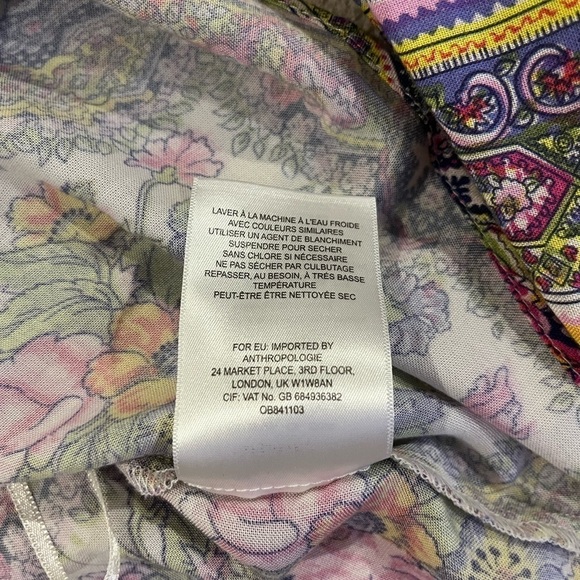 LAVER À LA MACHINE À L'EAU FROIDE
AVEC COULEURS SIMILAIRES
UTILISER UN AGENT DE BLANCHIMENT
SUSPENDRE POUR SECHER
SANS CHLORE SI NÉCESSAIRE
NE PAS SÉCHER PAR CULBUTAGE
REPASSER, AU BESOIN, À TRÈS BASSE
TEMPÉRATURE
PEUT-ÊTRE ÊTRE NETTOYÉE SEC
FOR EU: IMPORTED BY
ANTHROPOLOGIE
24 MARKET PLACE, 3RD FLOOR,
LONDON, UK W1W8AN
CIF: VAT No. GB 684936382
OB841103